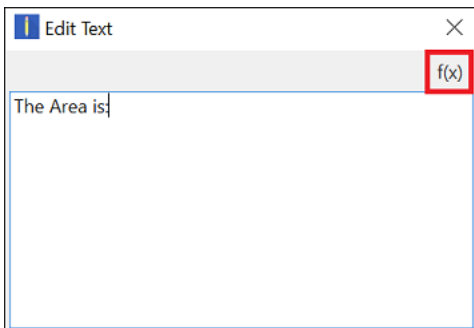 Edit Text
f(x)
The Area is: